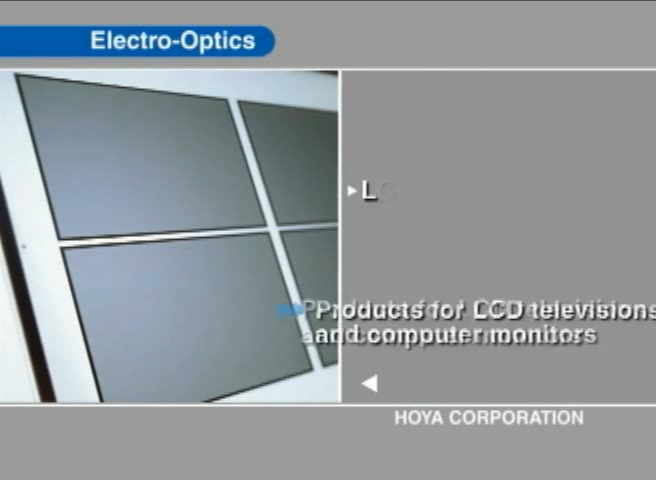 Electro-Optics
L
Products for LCD televisions
and computer monitors
HOYA CORPORATION